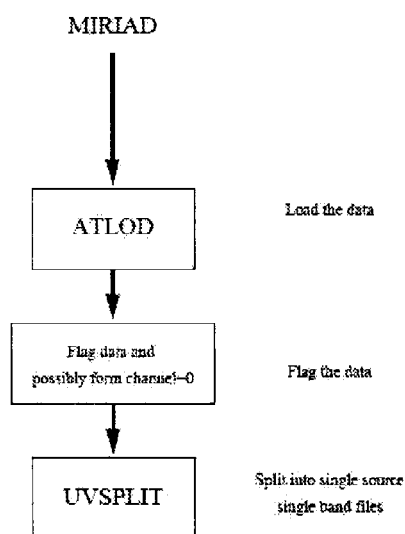 MIRIAD
ATLOD
Load the data
Flag data and
possibly form channel-0
Flag the data
UVSPLIT
Split into single source
single band files